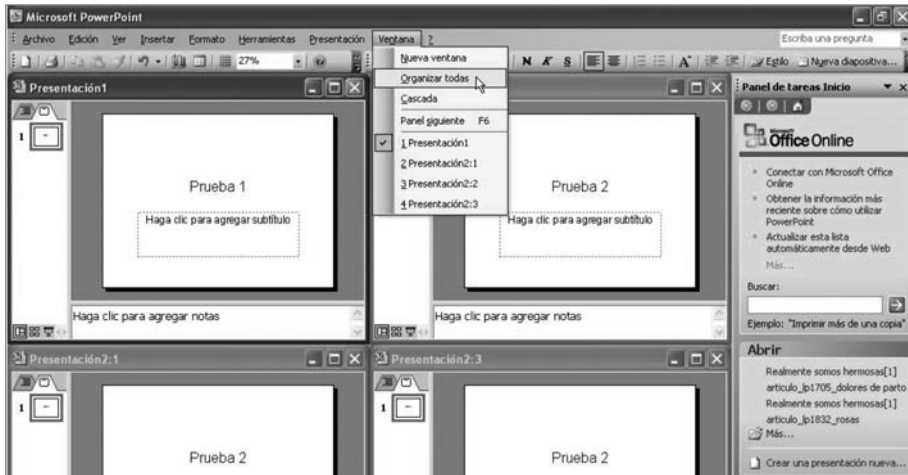 Microsoft PowerPoint
Archivo Edición Ver Insertar Formato Herramientas Presentación Ventana ?
Escriba una pregunta
27%
N K S
Estilo Nueva diapositiva...
Nueva ventana
Organizar todas
Cascada
Panel siguiente F6
1 Presentación1
2 Presentación2:1
3 Presentación2:2
4 Presentación2:3
Presentación1
1
Prueba 1
Haga clic para agregar subtítulo
Haga clic para agregar notas
Prueba 2
Haga clic para agregar subtítulo
Haga clic para agregar notas
Presentación2:1
1
Prueba 2
Presentación2:3
1
Prueba 2
Panel de tareas Inicio
Microsoft
Office Online
Conectar con Microsoft Office
Online
Obtener la información más
reciente sobre cómo utilizar
PowerPoint
Actualizar esta lista
automáticamente desde Web
Más...
Buscar:
Ejemplo: "Imprimir más de una copia"
Abrir
Realmente somos hermosas[1]
articulo_lp1705_dolores de parto
Realmente somos hermosas[1]
articulo_lp1832_rosas
Más...
Crear una presentación nueva...